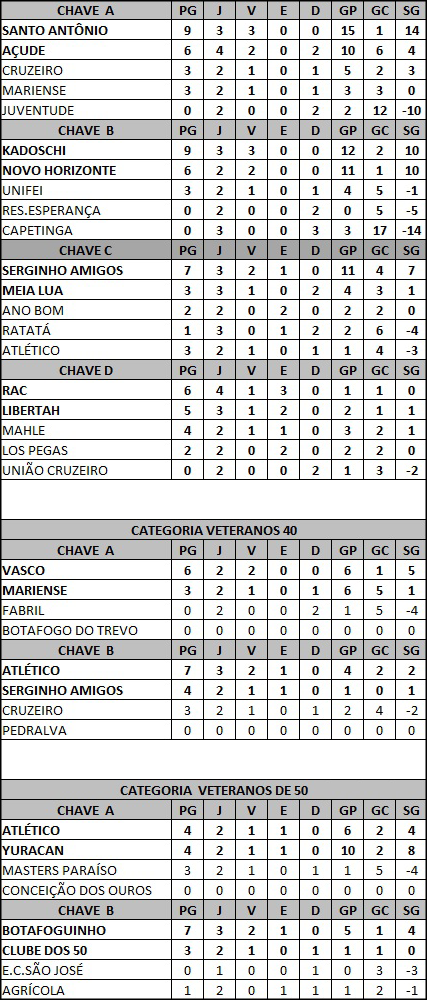 CHAVE A PG J V E D GP GC SG
SANTO ANTÔNIO 9 3 3 0 0 15 1 14
AÇUDE 6 4 2 0 2 10 6 4
CRUZEIRO 3 2 1 0 1 5 2 3
MARIENSE 3 2 1 0 1 3 3 0
JUVENTUDE 0 2 0 0 2 2 12 -10
CHAVE B PG J V E D GP GC SG
KADOSCHI 9 3 3 0 0 12 2 10
NOVO HORIZONTE 6 2 2 0 0 11 1 10
UNIFEI 3 2 1 0 1 4 5 -1
RES.ESPERANÇA 0 2 0 0 2 0 5 -5
CAPETINGA 0 3 0 0 3 3 17 -14
CHAVE C PG J V E D GP GC SG
SERGINHO AMIGOS 7 3 2 1 0 11 4 7
MEIA LUA 3 3 1 0 2 4 3 1
ANO BOM 2 2 0 2 0 2 2 0
RATATÁ 1 3 0 1 2 2 6 -4
ATLÉTICO 3 2 1 0 1 1 4 -3
CHAVE D PG J V E D GP GC SG
RAC 6 4 1 3 0 1 1 0
LIBERTAH 5 3 1 2 0 2 1 1
MAHLE 4 2 1 1 0 3 2 1
LOS PEGAS 2 2 0 2 0 2 2 0
UNIÃO CRUZEIRO 0 2 0 0 2 1 3 -2
CATEGORIA VETERANOS 40
CHAVE A PG J V E D GP GC SG
VASCO 6 2 2 0 0 6 1 5
MARIENSE 3 2 1 0 1 6 5 1
FABRIL 0 2 0 0 2 1 5 -4
BOTAFOGO DO TREVO 0 0 0 0 0 0 0 0
CHAVE B PG J V E D GP GC SG
ATLÉTICO 7 3 2 1 0 4 2 2
SERGINHO AMIGOS 4 2 1 1 0 1 0 1
CRUZEIRO 3 2 1 0 1 2 4 -2
PEDRALVA 0 0 0 0 0 0 0 0
CATEGORIA VETERANOS DE 50
CHAVE A PG J V E D GP GC SG
ATLÉTICO 4 2 1 1 0 6 2 4
YURACAN 4 2 1 1 0 10 2 8
MASTERS PARAÍSO 3 2 1 0 1 1 5 -4
CONCEIÇÃO DOS OUROS 0 0 0 0 0 0 0 0
CHAVE B PG J V E D GP GC SG
BOTAFOGUINHO 7 3 2 1 0 5 1 4
CLUBE DOS 50 3 2 1 0 1 1 1 0
E.C.SÃO JOSÉ 0 1 0 0 1 0 3 -3
AGRÍCOLA 1 2 0 1 1 1 2 -1